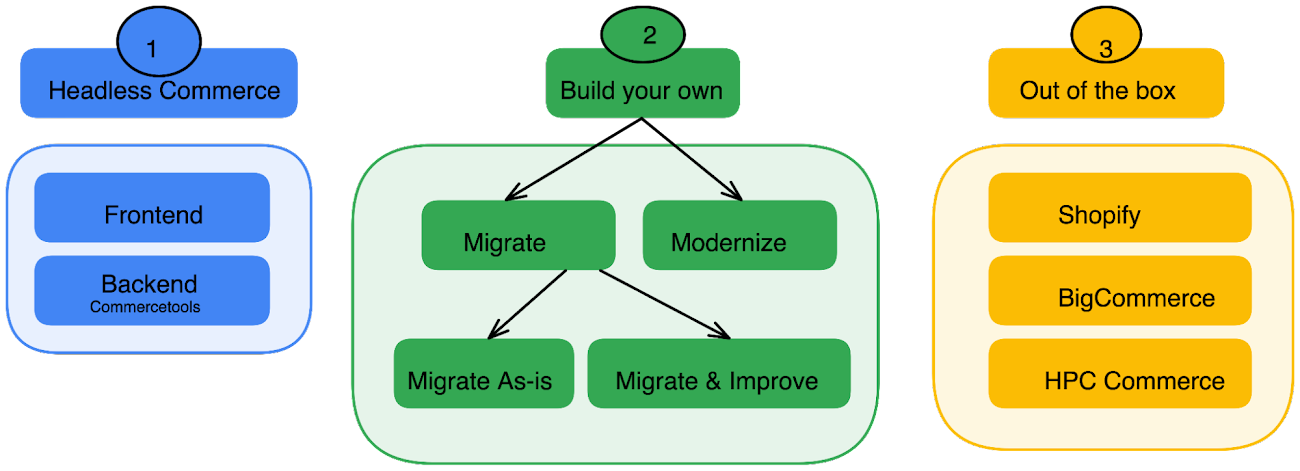 1
Headless Commerce
Frontend
Backend
Commercetools
2
Build your own
Migrate
Modernize
Migrate As-is
Migrate & Improve
3
Out of the box
Shopify
BigCommerce
HPC Commerce